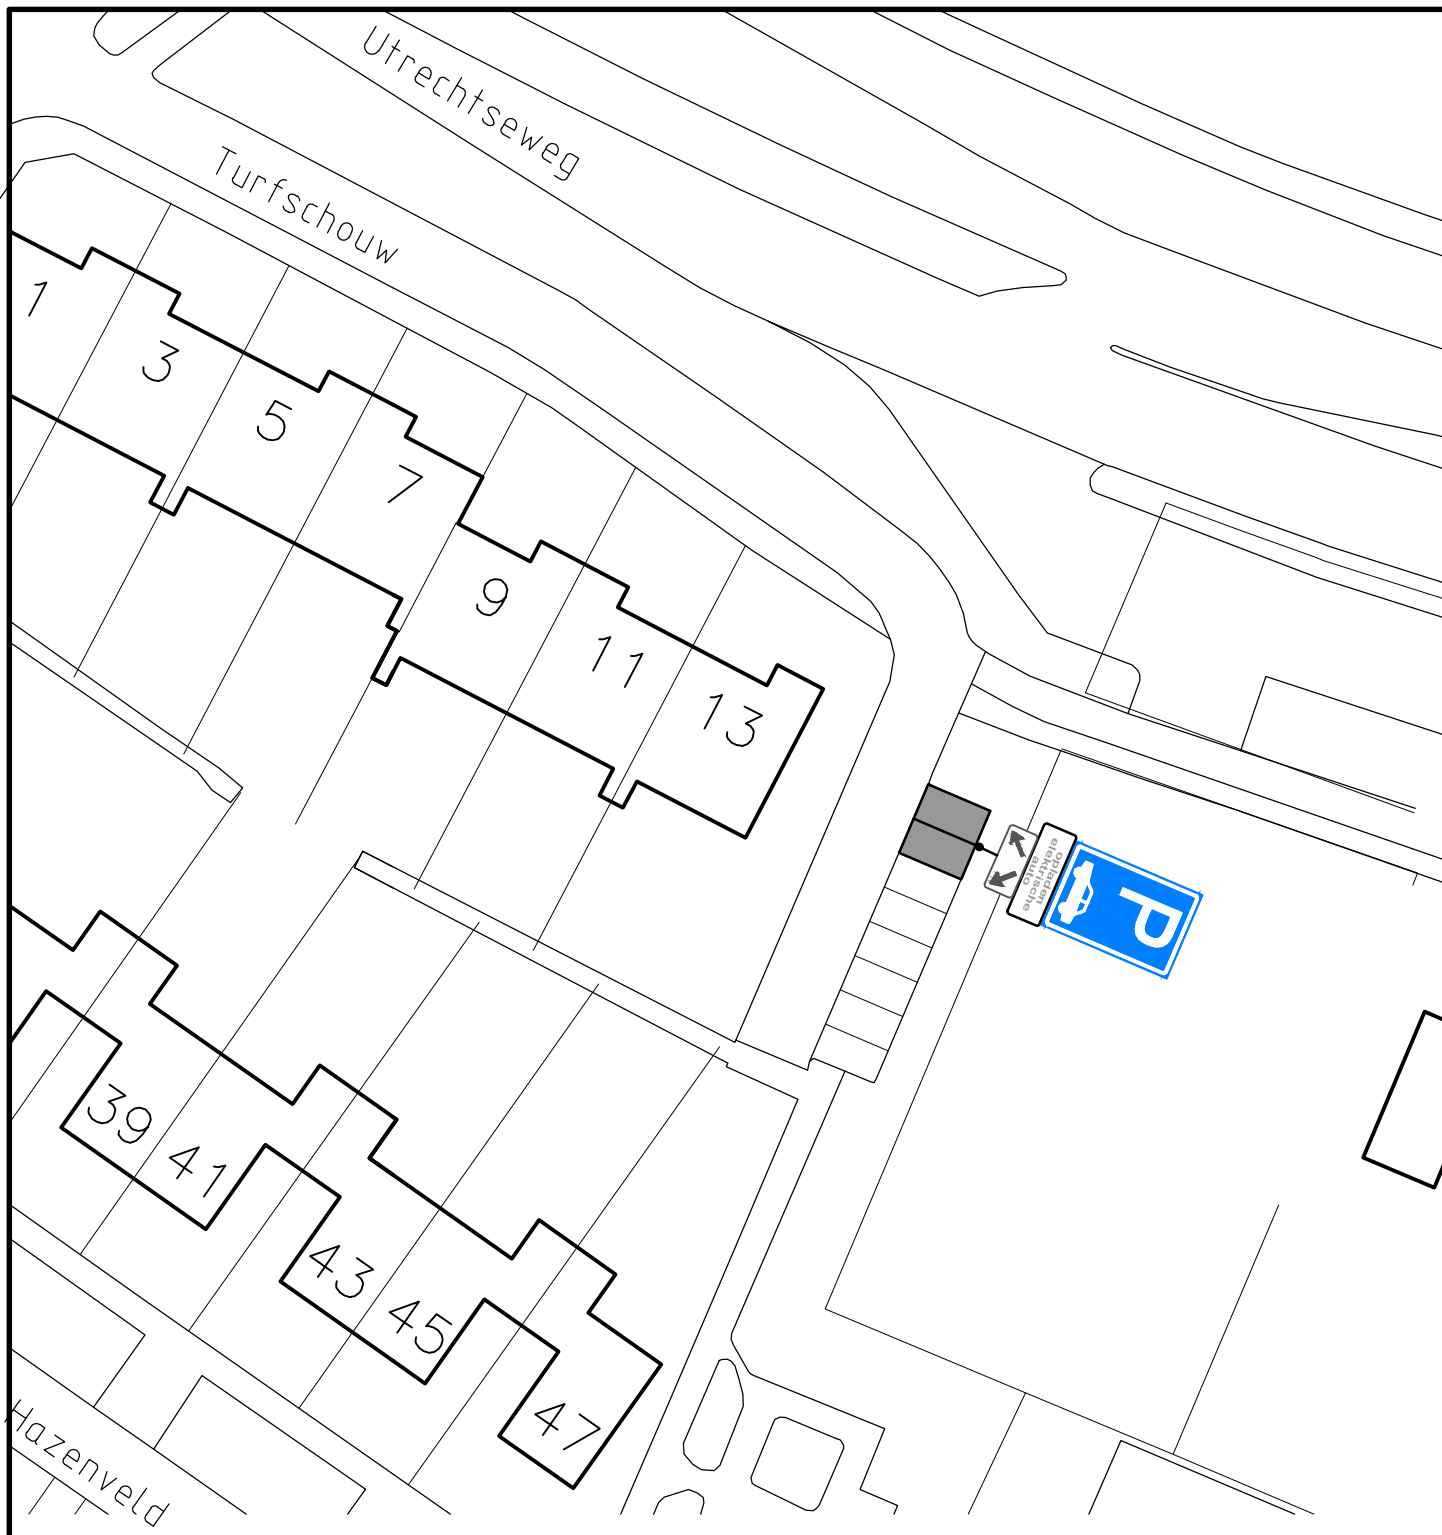 Utrechtseweg
Turfschouw
1
3
5
7
9
11
13
opladen
elektrische
auto
P
39 41
43 45
47
Hazenveld